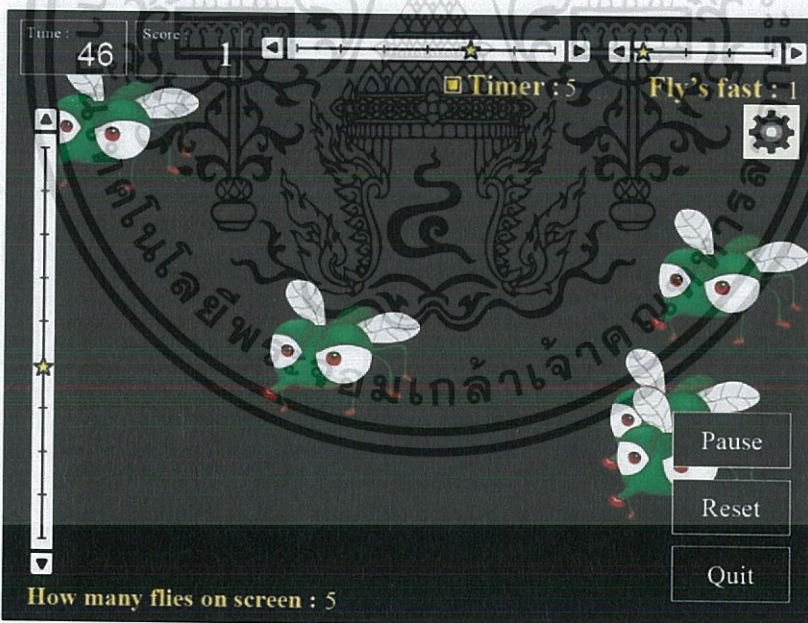 Time :
46
Score :
1
Timer : 5
Fly's fast : 1
Pause
Reset
Quit
How many flies on screen : 5